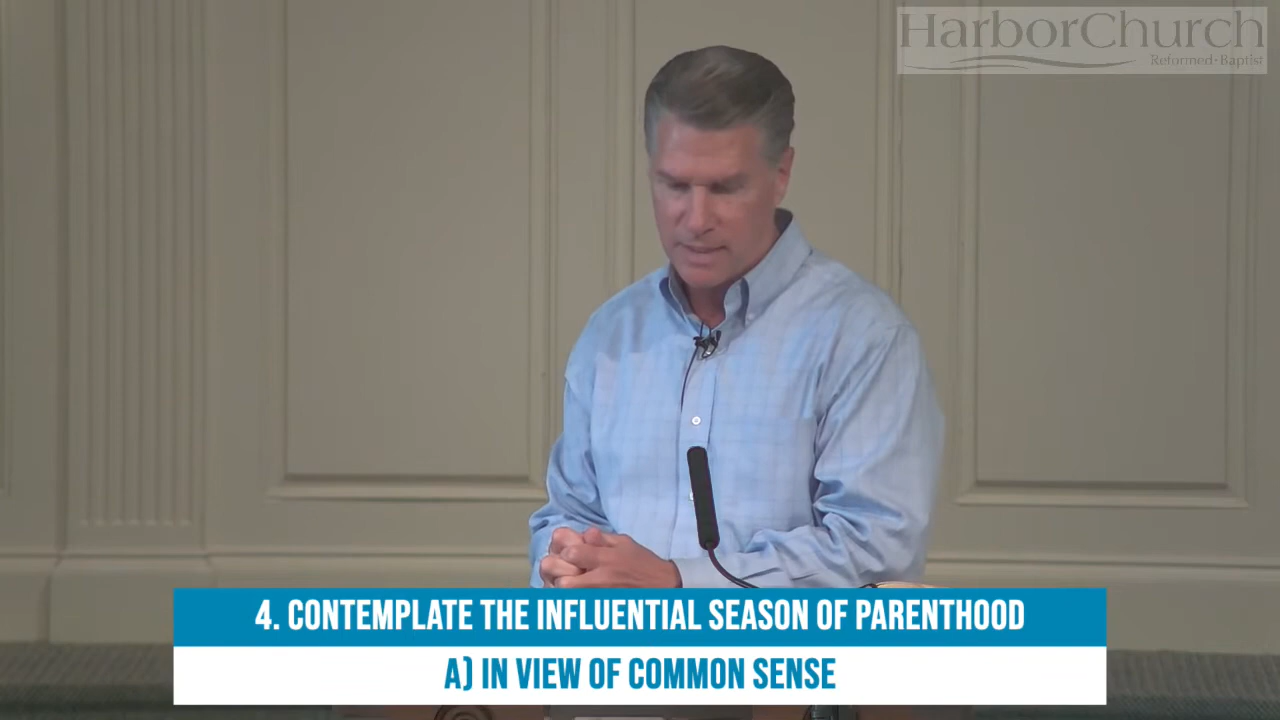 HarborChurch
Reformed•Baptist
4. CONTEMPLATE THE INFLUENTIAL SEASON OF PARENTHOOD
A) IN VIEW OF COMMON SENSE